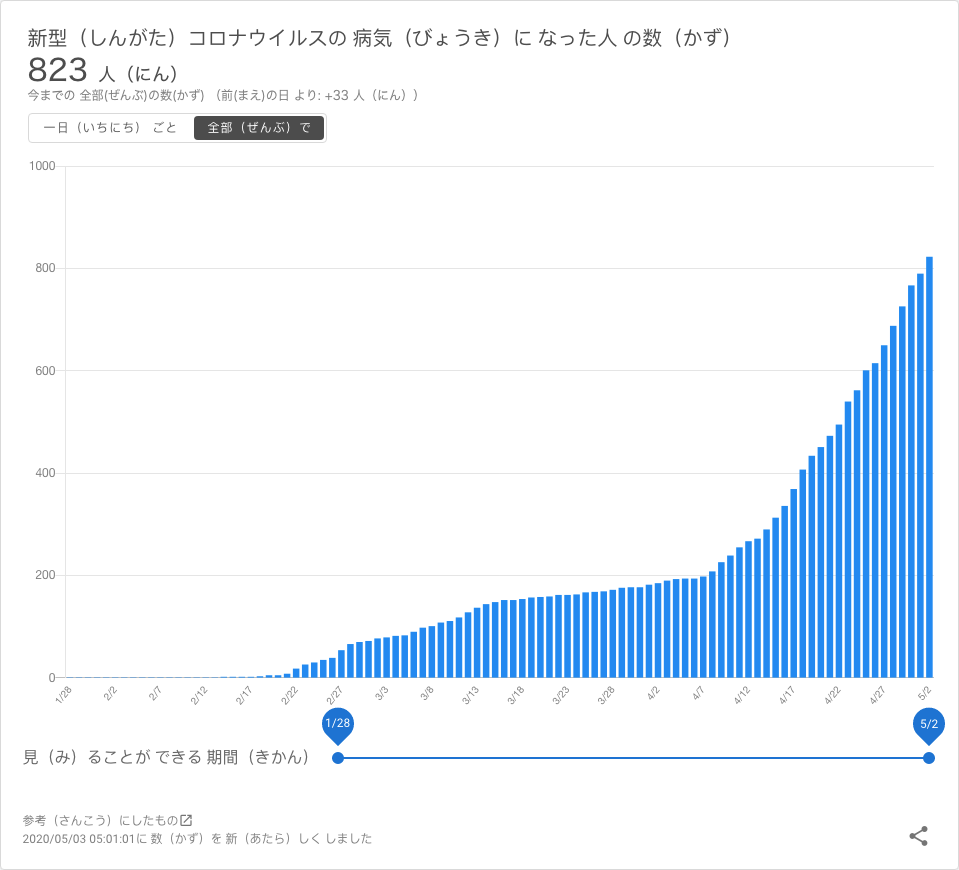 新型（しんがた）コロナウイルスの 病気（びょうき）に なった人 の数（かず）
823 人（にん）
今までの 全部(ぜんぶ)の数(かず) （前(まえ)の日 より: +33 人（にん））
一日（いちにち） ごと 全部（ぜんぶ）で
1000
800
600
400
200
0
1/28 2/2 2/7 2/12 2/17 2/22 2/27 3/3 3/8 3/13 3/18 3/23 3/28 4/2 4/7 4/12 4/17 4/22 4/27 5/2
1/28 5/2
見（み）ることが できる 期間（きかん）
参考（さんこう）にしたもの
2020/05/03 05:01:01に 数（かず）を 新（あたら）しく しました